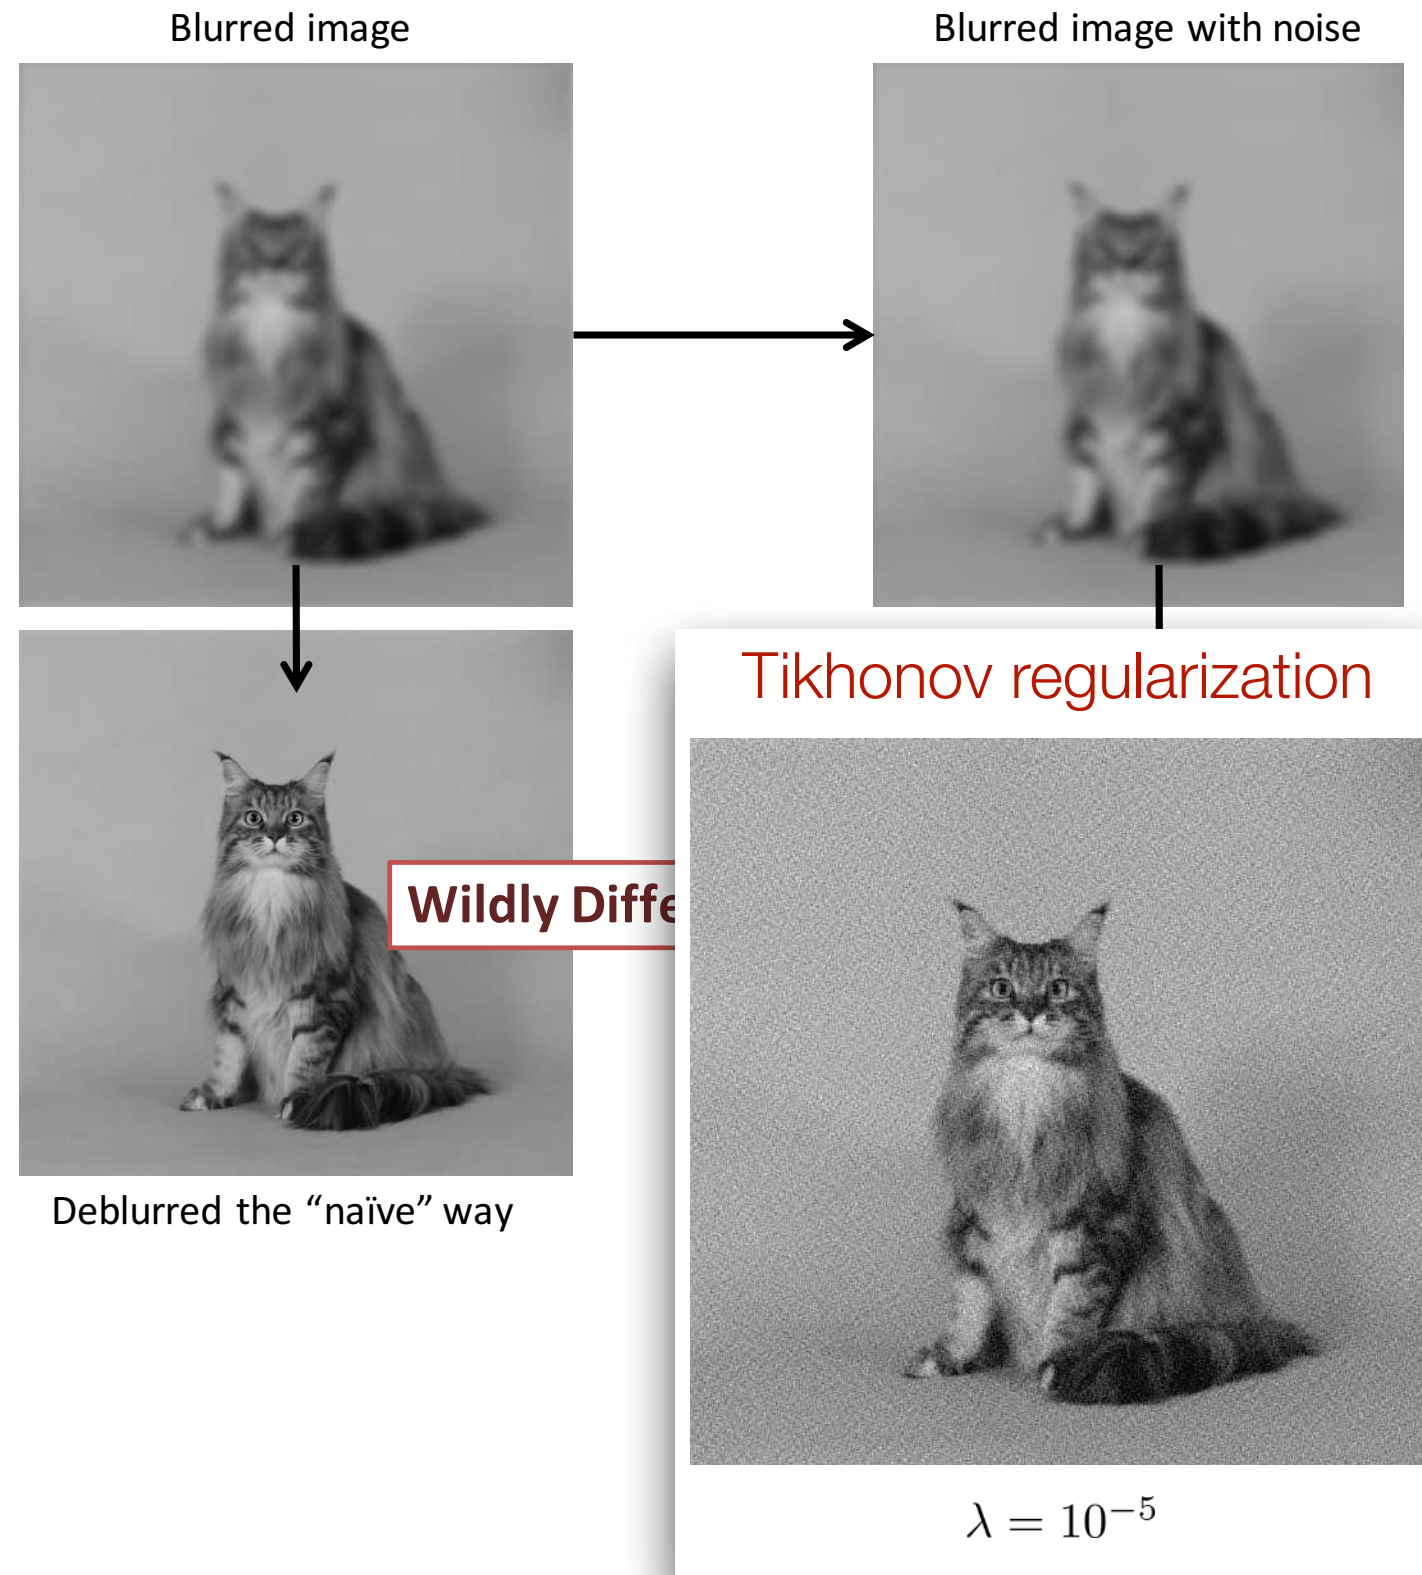 Blurred image
Blurred image with noise
Tikhonov regularization
Wildly Diffe
Deblurred the “naïve” way
λ = 10⁻⁵